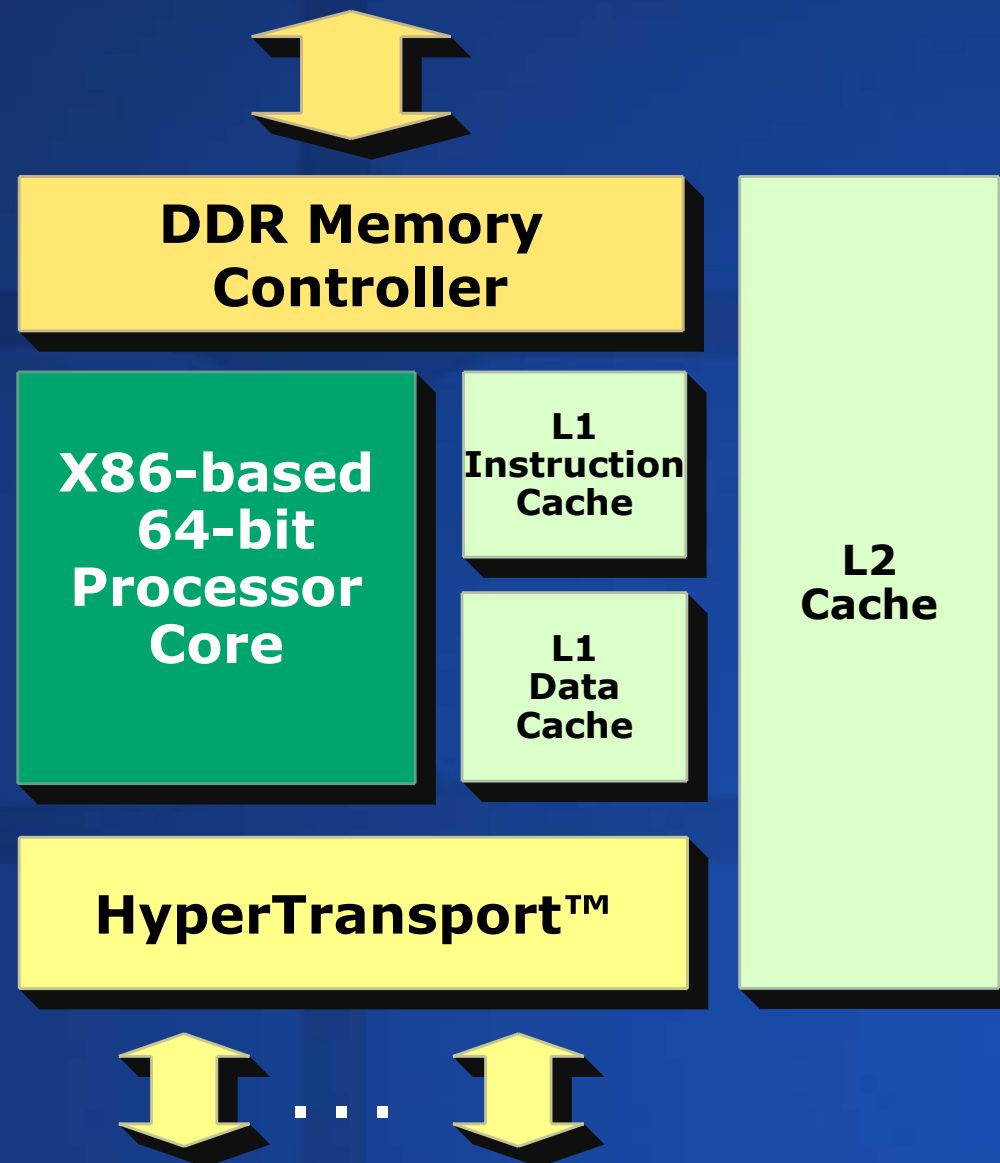 DDR Memory
Controller
X86-based
64-bit
Processor
Core
L1
Instruction
Cache
L1
Data
Cache
L2
Cache
HyperTransport™
. . .